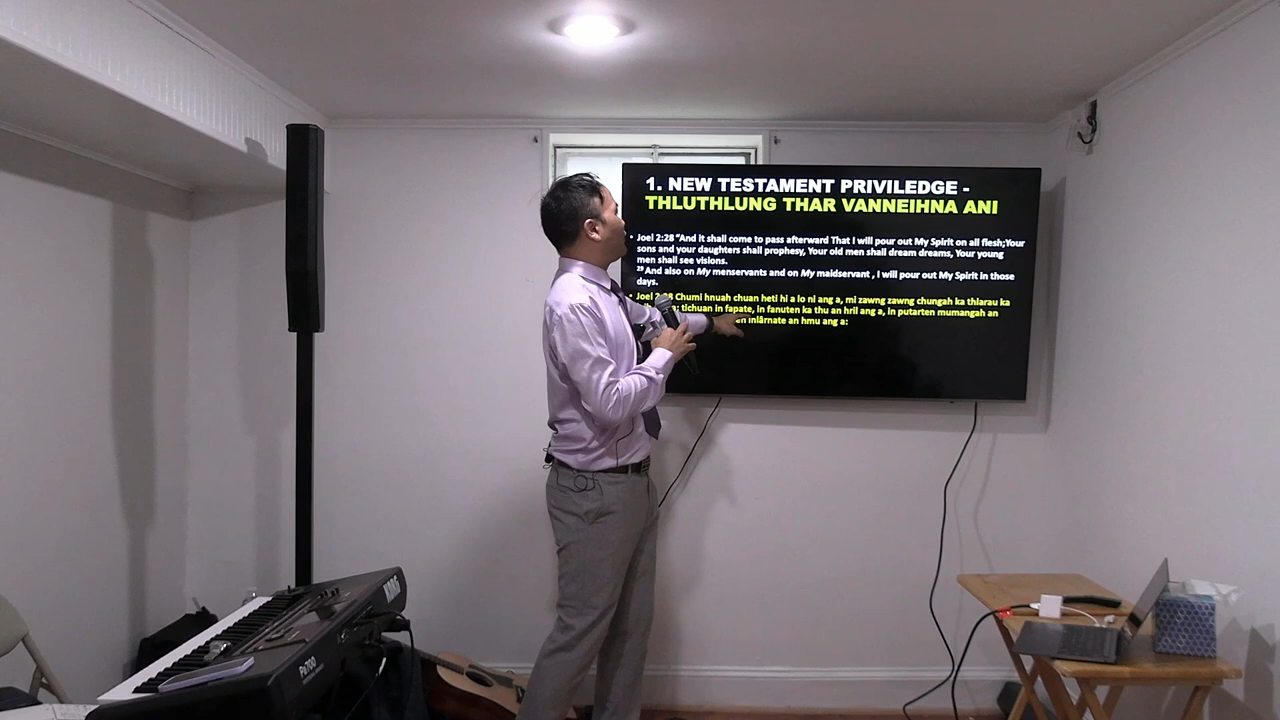 1. NEW TESTAMENT PRIVILEDGE -
THLUTHLUNG THAR VANNEIHNA ANI
• Joel 2:28 “And it shall come to pass afterward That I will pour out My Spirit on all flesh;Your
sons and your daughters shall prophesy, Your old men shall dream dreams, Your young
men shall see visions.
29 And also on My menservants and on My maidservant , I will pour out My Spirit in those
days.
• Joel 2:28 Chumi hnuah chuan heti hi a lo ni ang a, mi zawng zawng chungah ka thlarau ka
tichuan in fapate, in fanuten ka thu an hril ang a, in putarten mumangah an
inlârnate an hmu ang a:
KORG
Pa700